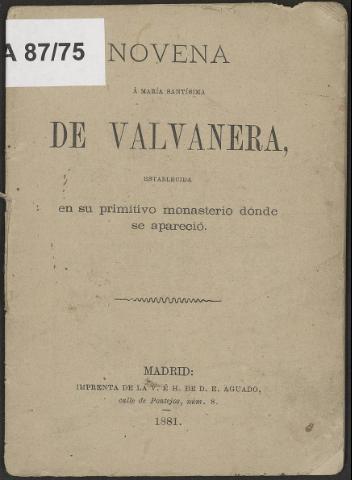 A 87/75
NOVENA
Á MARÍA SANTÍSIMA
DE VALVANERA,
ESTABLECIDA
en su primitivo monasterio dónde
se apareció.
MADRID:
IMPRENTA DE LA V. É H. DE D. E. AGUADO,
calle de Pontejos, núm. 8.
1881.